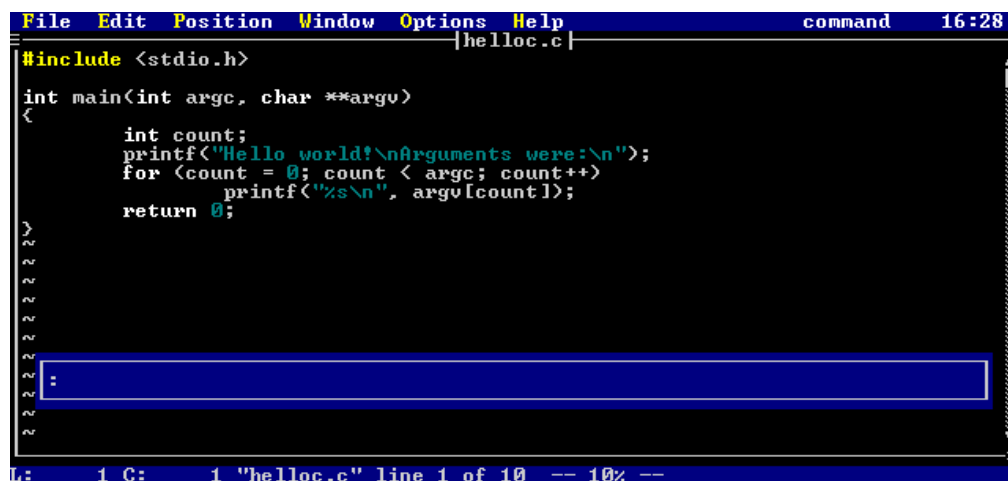 File Edit Position Window Options Help command 16:28
helloc.c
#include <stdio.h>
int main(int argc, char **argv)
{
int count;
printf("Hello world!\nArguments were:\n");
for (count = 0; count < argc; count++)
printf("%s\n", argv[count]);
return 0;
}
~
~
~
~
~
~
~
~
~
~
~
:
L: 1 C: 1 "helloc.c" line 1 of 10 -- 10% --